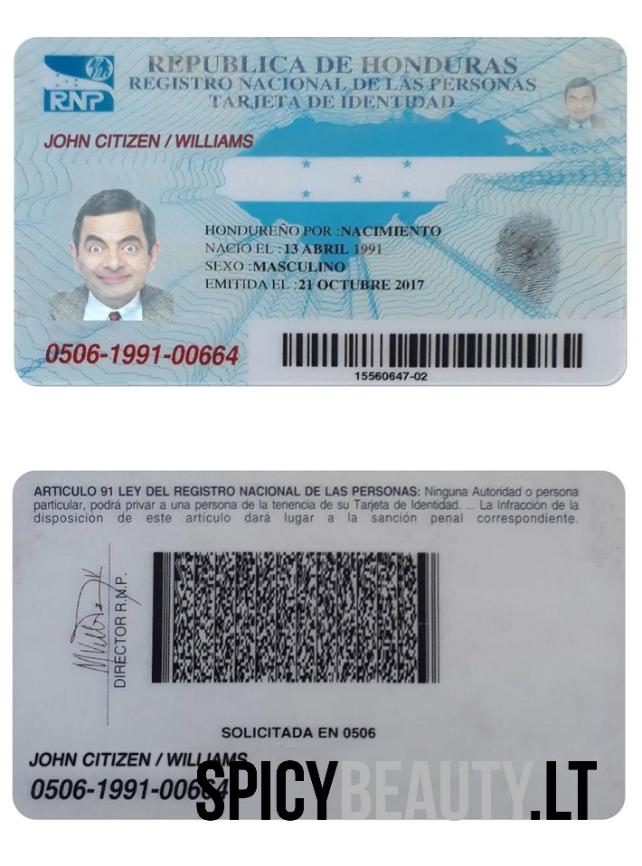 REPUBLICA DE HONDURAS
REGISTRO NACIONAL DE LAS PERSONAS
TARJETA DE IDENTIDAD
RNP
JOHN CITIZEN / WILLIAMS
HONDUREÑO POR :NACIMIENTO
NACIO EL :13 ABRIL 1991
SEXO :MASCULINO
EMITIDA EL :21 OCTUBRE 2017
0506-1991-00664
15560647-02
ARTICULO 91 LEY DEL REGISTRO NACIONAL DE LAS PERSONAS: Ninguna Autoridad o persona
particular, podrá privar a una persona de la tenencia de su Tarjeta de Identidad. ... La Infracción de la
disposición de este artículo dará lugar a la sanción penal correspondiente.
DIRECTOR R.N.P.
SOLICITADA EN 0506
JOHN CITIZEN / WILLIAMS
0506-1991-00664
SPICYBEAUTY.LT